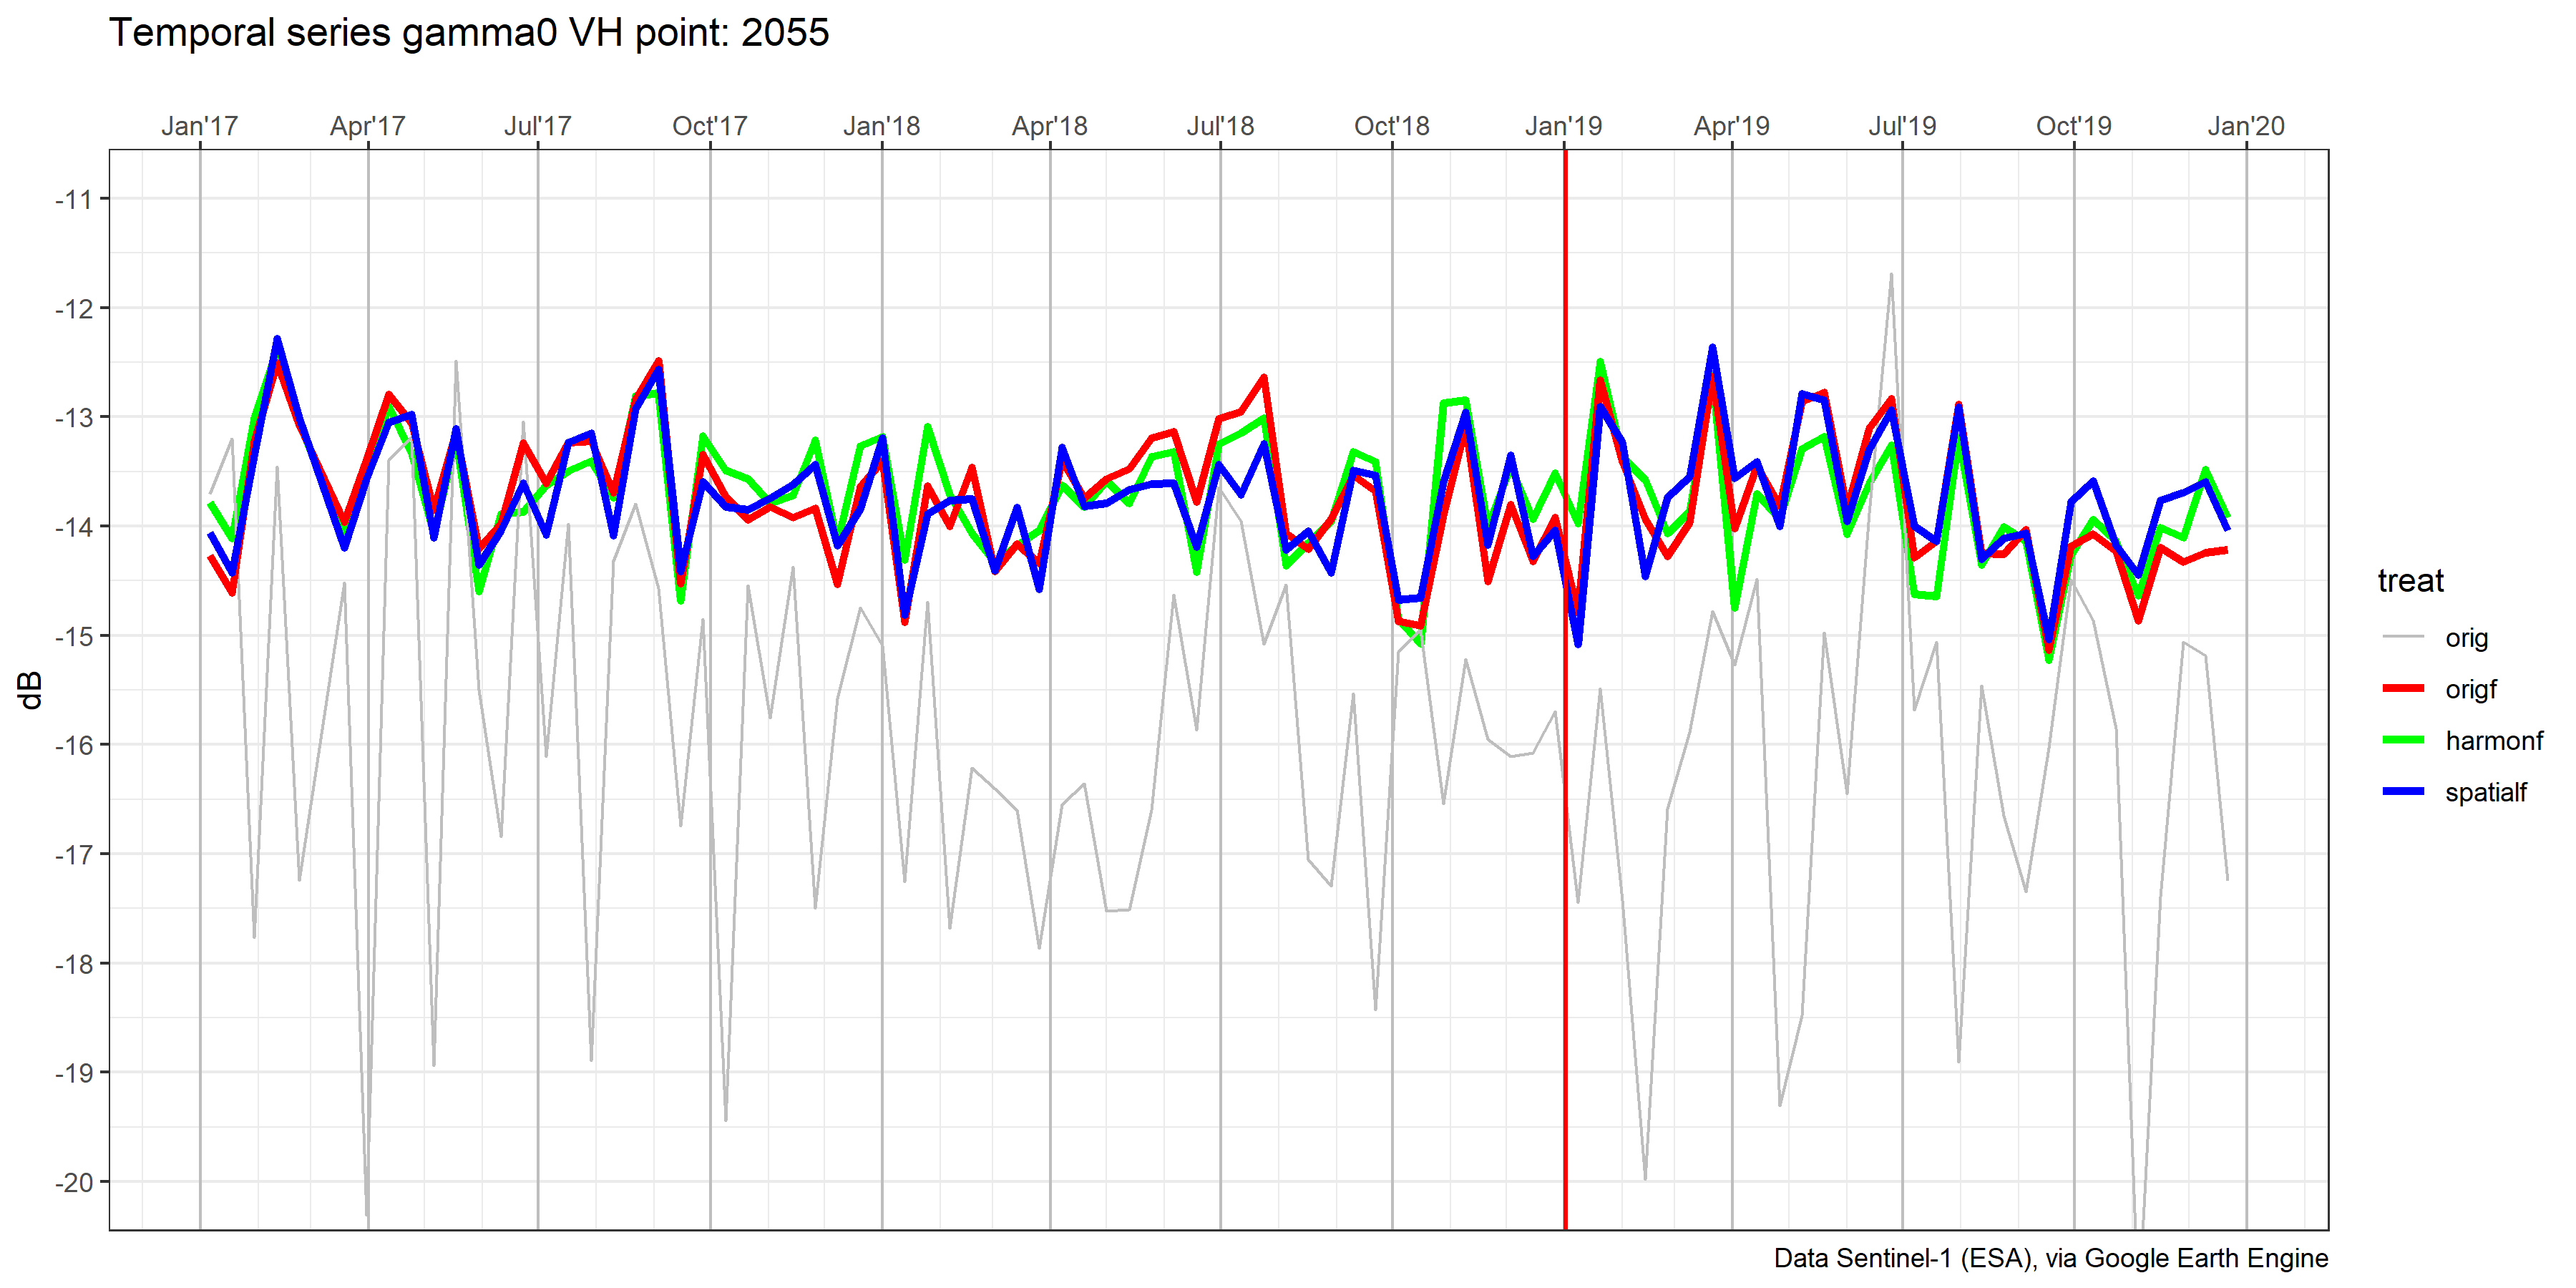 Temporal series gamma0 VH point: 2055
Jan'17 Apr'17 Jul'17 Oct'17 Jan'18 Apr'18 Jul'18 Oct'18 Jan'19 Apr'19 Jul'19 Oct'19 Jan'20
-11
-12
-13
-14
-15
-16
-17
-18
-19
-20
dB
treat
orig
origf
harmonf
spatialf
Data Sentinel-1 (ESA), via Google Earth Engine